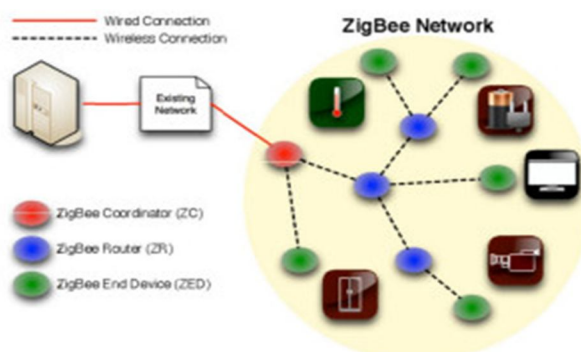 Wired Connection
Wireless Connection
ZigBee Network
Existing
Network
ZigBee Coordinator (ZC)
ZigBee Router (ZR)
ZigBee End Device (ZED)